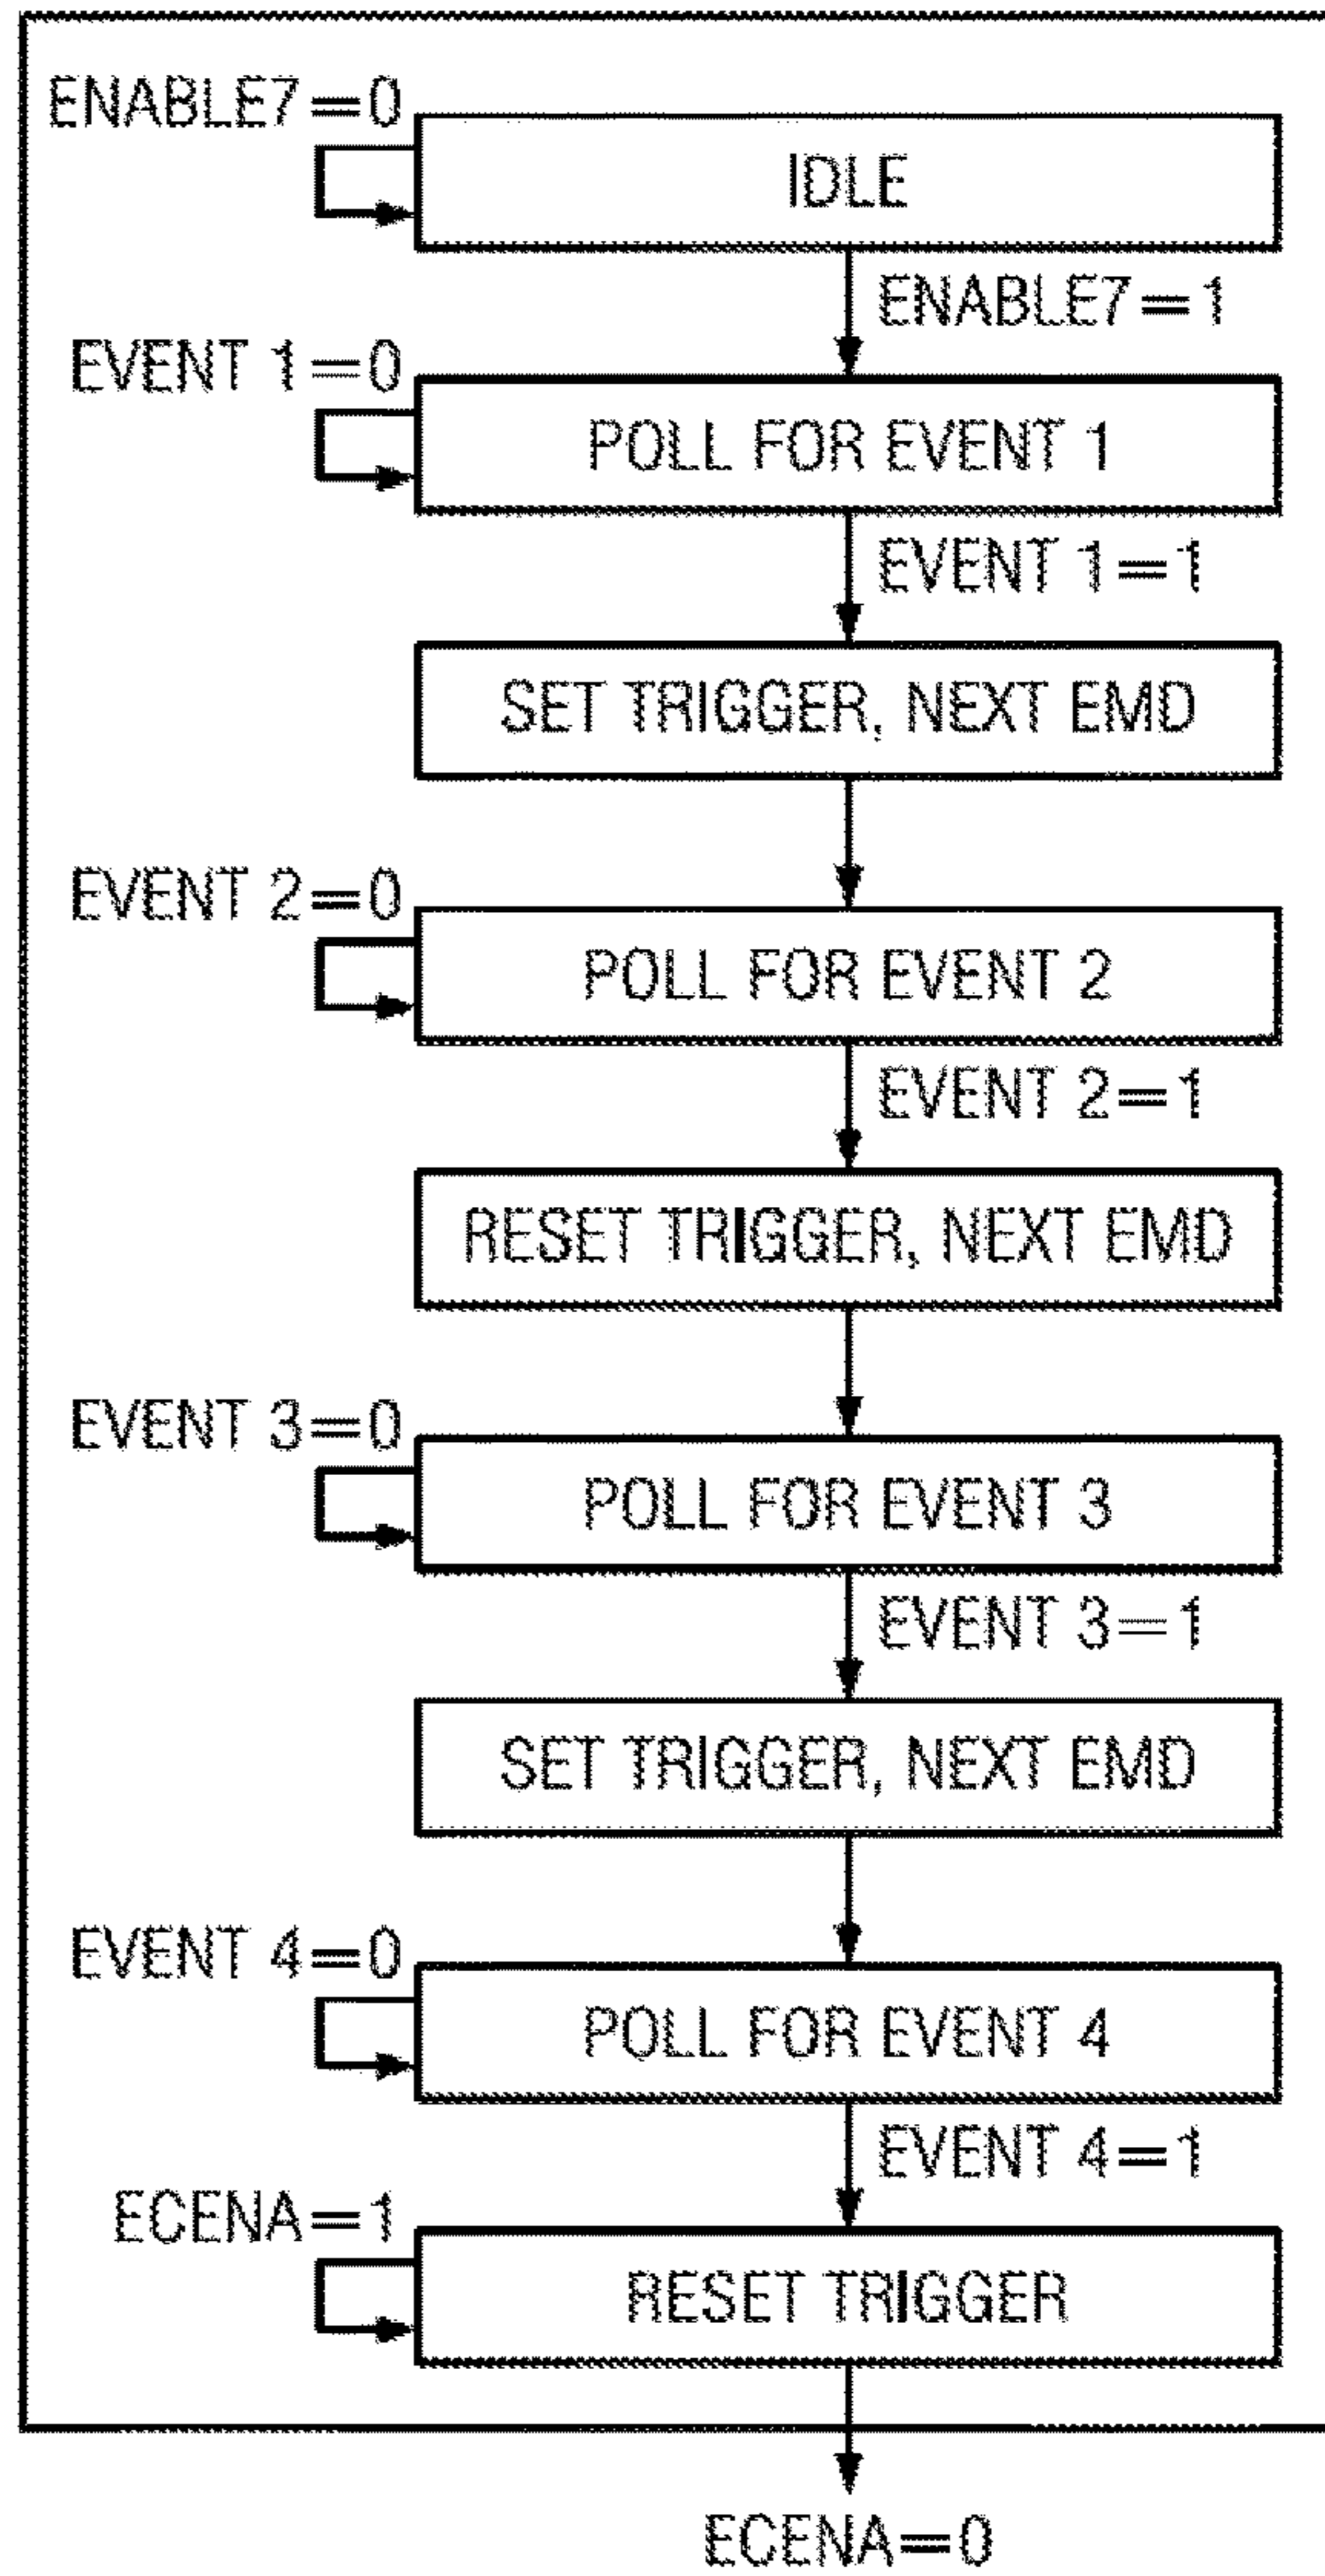 ENABLE7=0
IDLE
ENABLE7=1
EVENT 1=0
POLL FOR EVENT 1
EVENT 1=1
SET TRIGGER, NEXT EMD
EVENT 2=0
POLL FOR EVENT 2
EVENT 2=1
RESET TRIGGER, NEXT EMD
EVENT 3=0
POLL FOR EVENT 3
EVENT 3=1
SET TRIGGER, NEXT EMD
EVENT 4=0
POLL FOR EVENT 4
EVENT 4=1
ECENA=1
RESET TRIGGER
ECENA=0